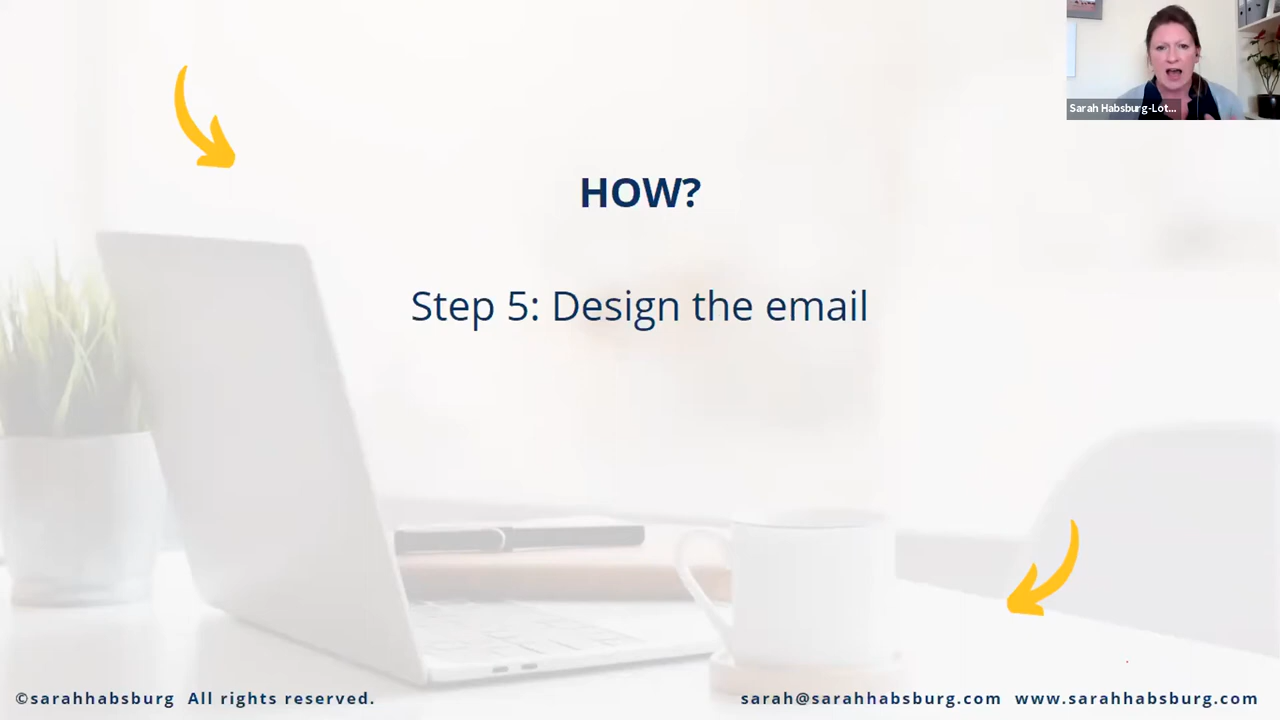 Sarah Habsburg-Lot...
HOW?
Step 5: Design the email
©sarahhabsburg All rights reserved.
sarah@sarahhabsburg.com www.sarahhabsburg.com